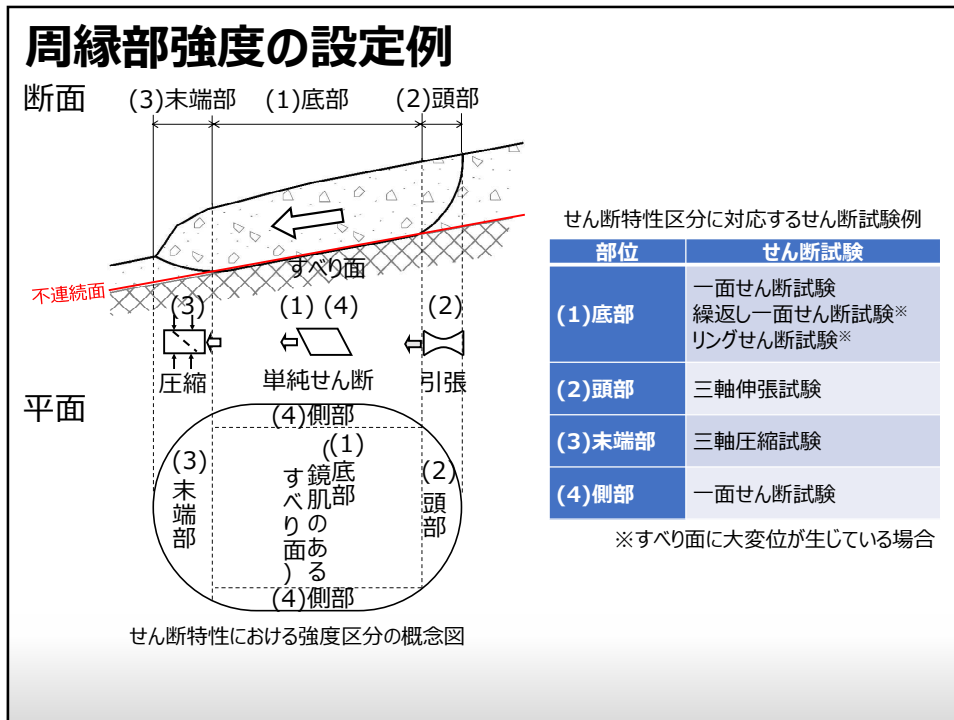 周縁部強度の設定例
断面
(3)末端部 (1)底部 (2)頭部
すべり面
不連続面
(3) (1) (4) (2)
圧縮 単純せん断 引張
平面
(4)側部
(3)末端部
(1)底部
(鏡肌のある
すべり面)
(2)頭部
(4)側部
せん断特性における強度区分の概念図
せん断特性区分に対応するせん断試験例
部位 せん断試験
(1)底部 一面せん断試験
繰返し一面せん断試験※
リングせん断試験※
(2)頭部 三軸伸張試験
(3)末端部 三軸圧縮試験
(4)側部 一面せん断試験
※すべり面に大変位が生じている場合